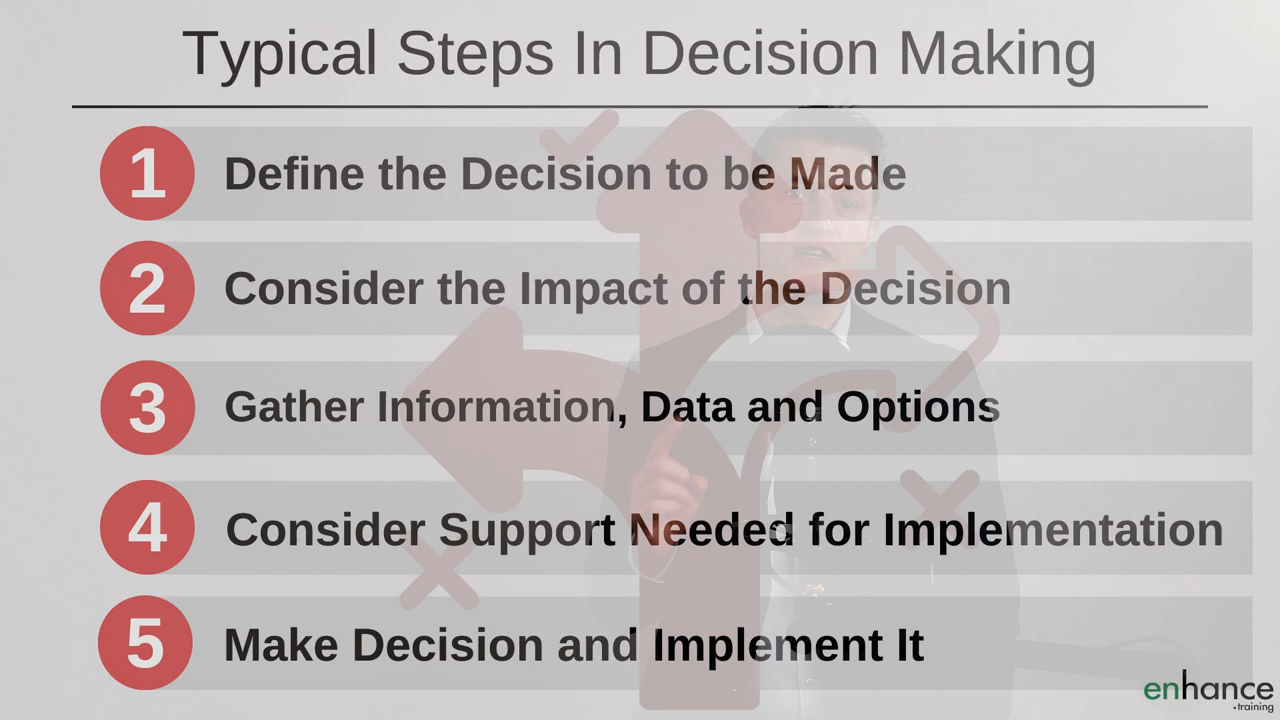 Typical Steps In Decision Making
1 Define the Decision to be Made
2 Consider the Impact of the Decision
3 Gather Information, Data and Options
4 Consider Support Needed for Implementation
5 Make Decision and Implement It
enhance
• training